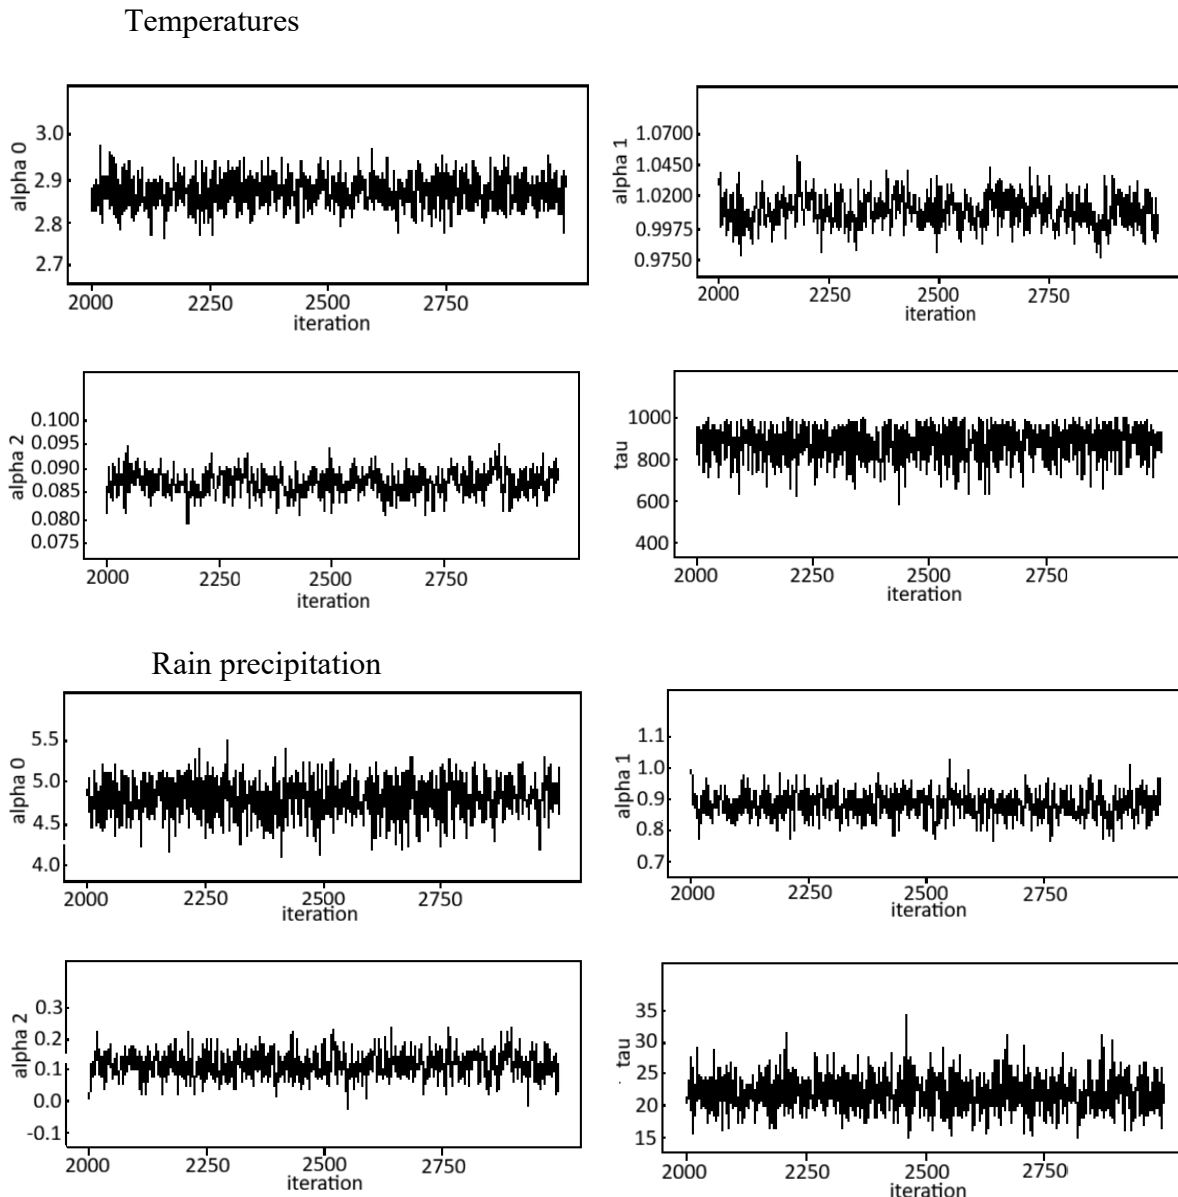 Temperatures
alpha 0
3.0
2.9
2.8
2.7
2000 2250 2500 2750
iteration
alpha 1
1.0700
1.0450
1.0200
0.9975
0.9750
2000 2250 2500 2750
iteration
alpha 2
0.100
0.095
0.090
0.085
0.080
0.075
2000 2250 2500 2750
iteration
tau
1000
800
600
400
2000 2250 2500 2750
iteration
Rain precipitation
alpha 0
5.5
5.0
4.5
4.0
2000 2250 2500 2750
iteration
alpha 1
1.1
1.0
0.9
0.8
0.7
2000 2250 2500 2750
iteration
alpha 2
0.3
0.2
0.1
0.0
-0.1
2000 2250 2500 2750
iteration
tau
35
30
25
20
15
2000 2250 2500 2750
iteration